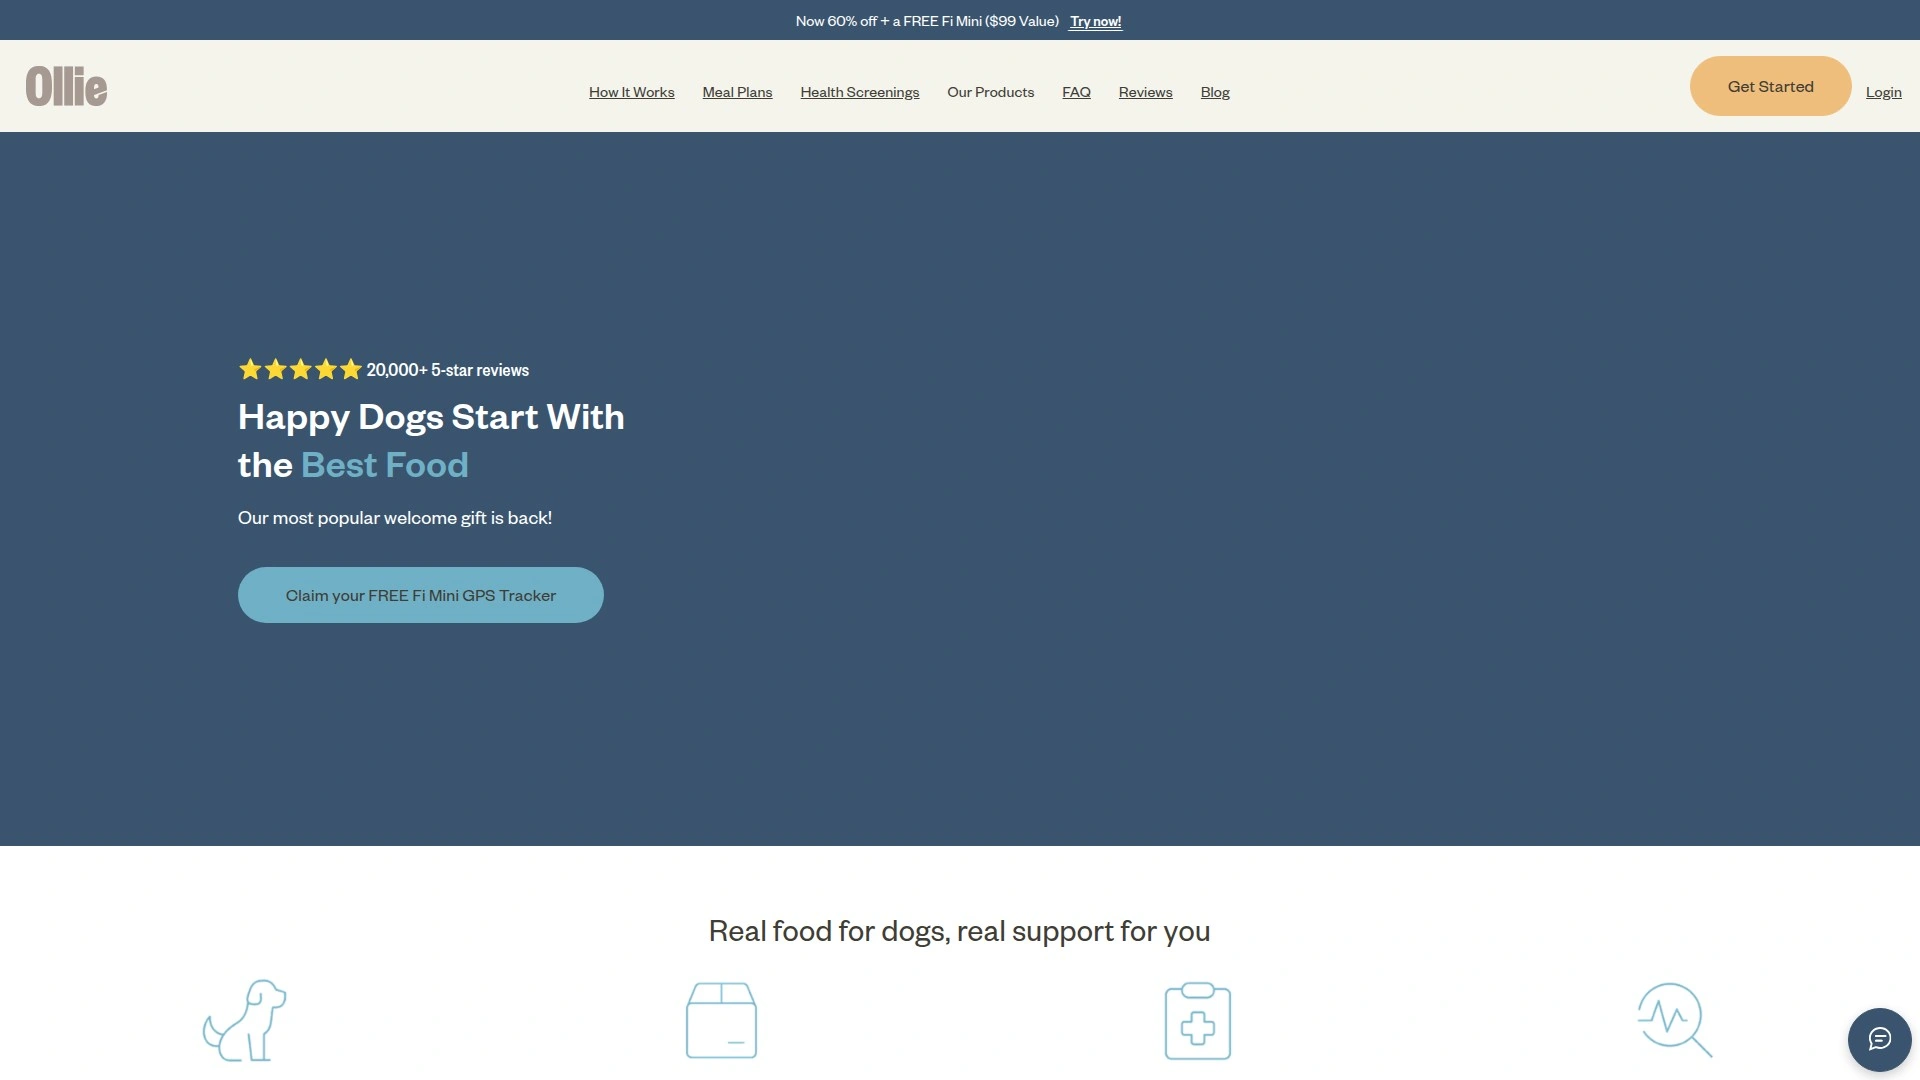 Now 60% off + a FREE Fi Mini ($99 Value) Try now!
Ollie
How It Works
Meal Plans
Health Screenings
Our Products
FAQ
Reviews
Blog
Get Started
Login
20,000+ 5-star reviews
Happy Dogs Start With
the Best Food
Our most popular welcome gift is back!
Claim your FREE Fi Mini GPS Tracker
Real food for dogs, real support for you